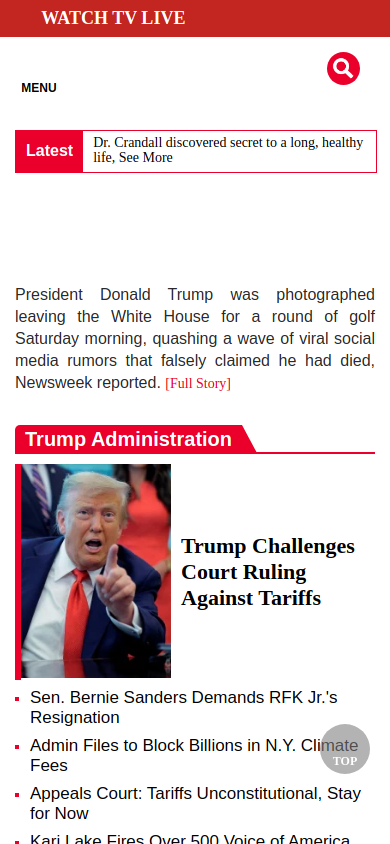 WATCH TV LIVE
MENU
Latest
Dr. Crandall discovered secret to a long, healthy
life, See More
President Donald Trump was photographed
leaving the White House for a round of golf
Saturday morning, quashing a wave of viral social
media rumors that falsely claimed he had died,
Newsweek reported. [Full Story]
Trump Administration
Trump Challenges
Court Ruling
Against Tariffs
Sen. Bernie Sanders Demands RFK Jr.'s
Resignation
Admin Files to Block Billions in N.Y. Climate
Fees
TOP
Appeals Court: Tariffs Unconstitutional, Stay
for Now
Kari Lake Fires Over 500 Voice of America